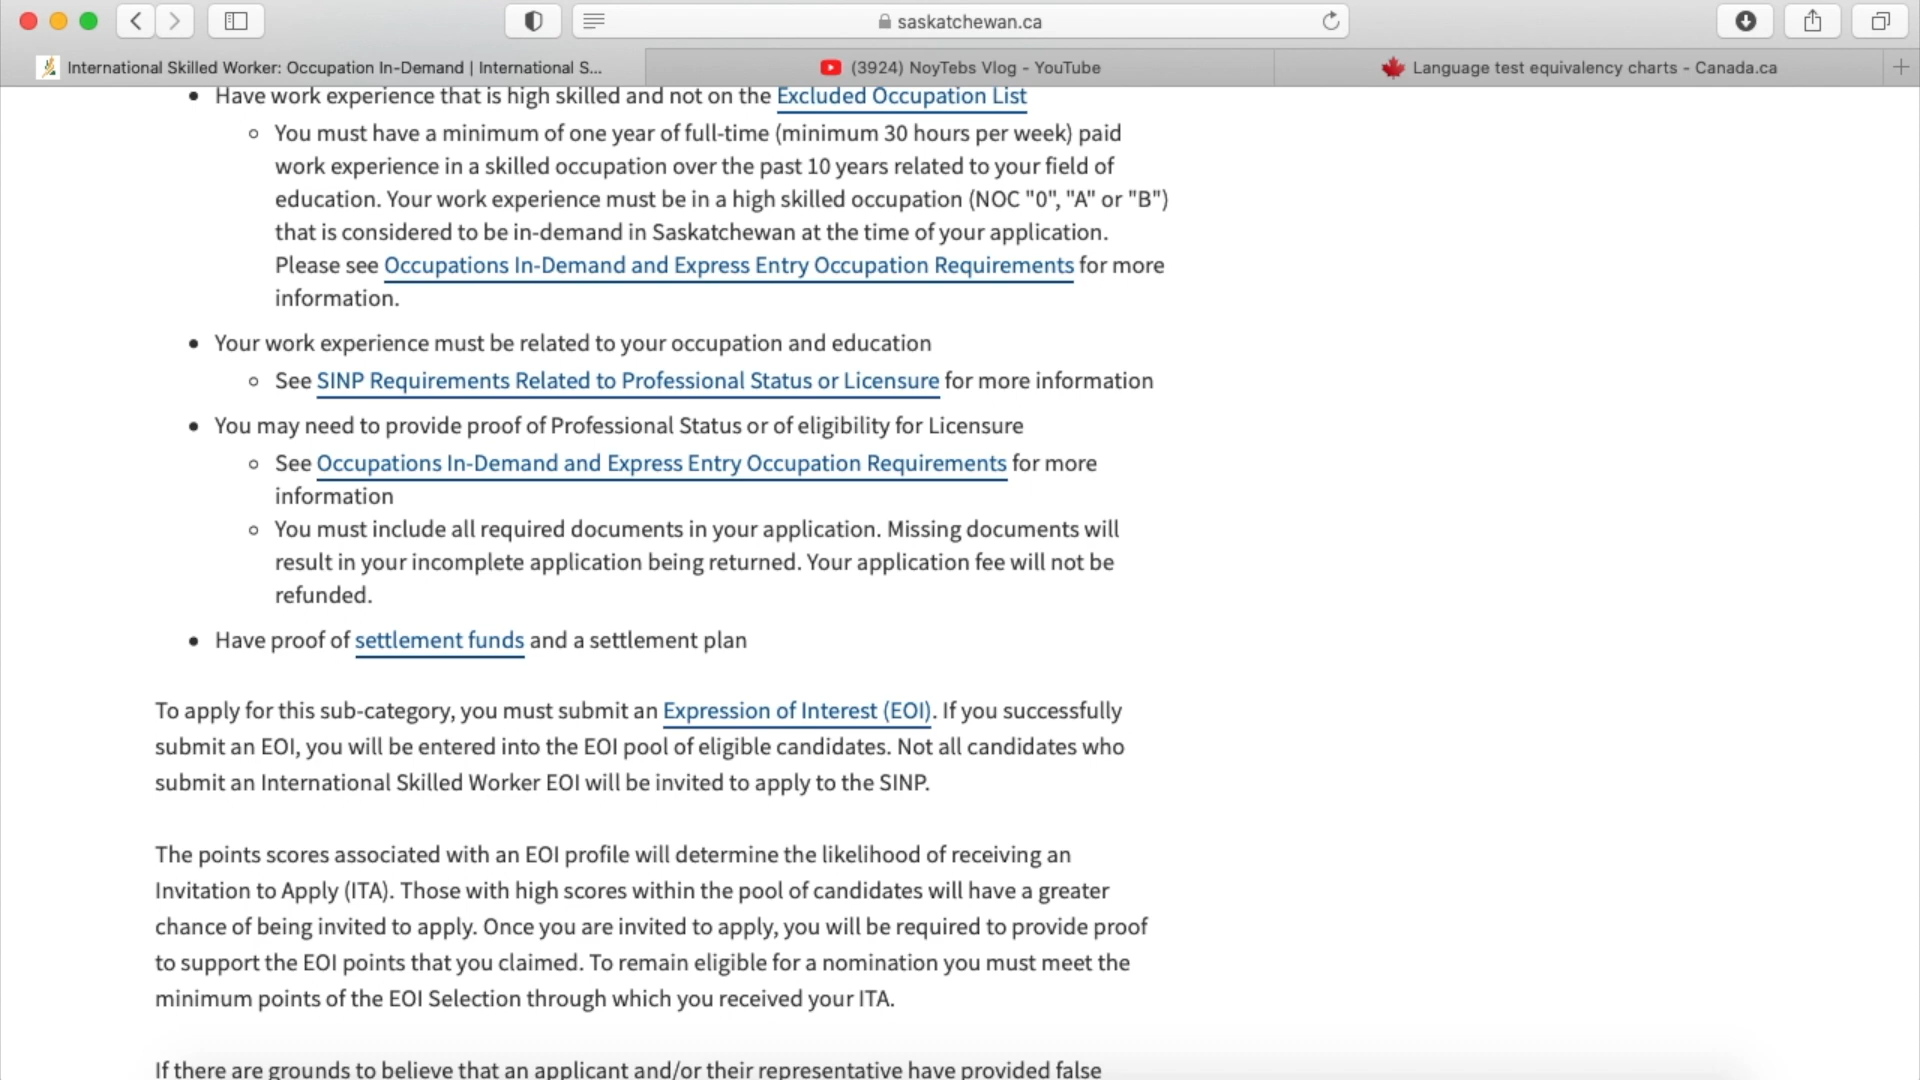 saskatchewan.ca
International Skilled Worker: Occupation In-Demand | International S...
(3924) NoyTebs Vlog - YouTube
Language test equivalency charts - Canada.ca
Have work experience that is high skilled and not on the Excluded Occupation List
You must have a minimum of one year of full-time (minimum 30 hours per week) paid
work experience in a skilled occupation over the past 10 years related to your field of
education. Your work experience must be in a high skilled occupation (NOC "0", "A" or "B")
that is considered to be in-demand in Saskatchewan at the time of your application.
Please see Occupations In-Demand and Express Entry Occupation Requirements for more
information.
Your work experience must be related to your occupation and education
See SINP Requirements Related to Professional Status or Licensure for more information
You may need to provide proof of Professional Status or of eligibility for Licensure
See Occupations In-Demand and Express Entry Occupation Requirements for more
information
You must include all required documents in your application. Missing documents will
result in your incomplete application being returned. Your application fee will not be
refunded.
Have proof of settlement funds and a settlement plan
To apply for this sub-category, you must submit an Expression of Interest (EOI). If you successfully
submit an EOI, you will be entered into the EOI pool of eligible candidates. Not all candidates who
submit an International Skilled Worker EOI will be invited to apply to the SINP.
The points scores associated with an EOI profile will determine the likelihood of receiving an
Invitation to Apply (ITA). Those with high scores within the pool of candidates will have a greater
chance of being invited to apply. Once you are invited to apply, you will be required to provide proof
to support the EOI points that you claimed. To remain eligible for a nomination you must meet the
minimum points of the EOI Selection through which you received your ITA.
If there are grounds to believe that an applicant and/or their representative have provided false